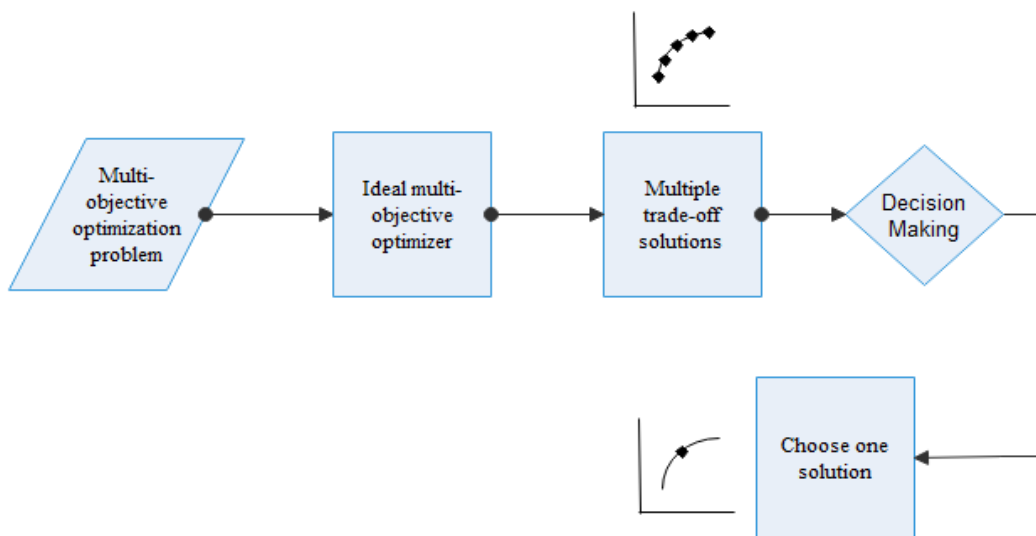 Multi-
objective
optimization
problem
Ideal multi-
objective
optimizer
Multiple
trade-off
solutions
Decision
Making
Choose one
solution